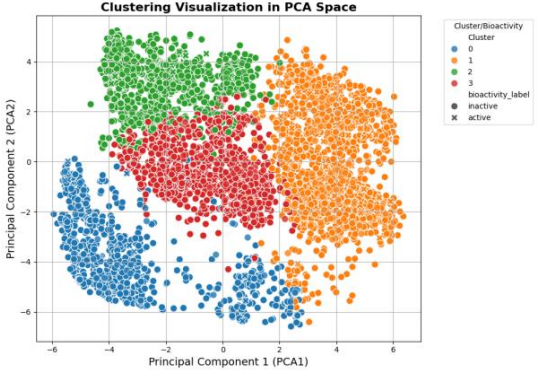 Clustering Visualization in PCA Space
Principal Component 2 (PCA2)
4
2
0
−2
−4
−6
−6
−4
−2
0
2
4
6
Principal Component 1 (PCA1)
Cluster/Bioactivity
Cluster
0
1
2
3
bioactivity_label
inactive
active